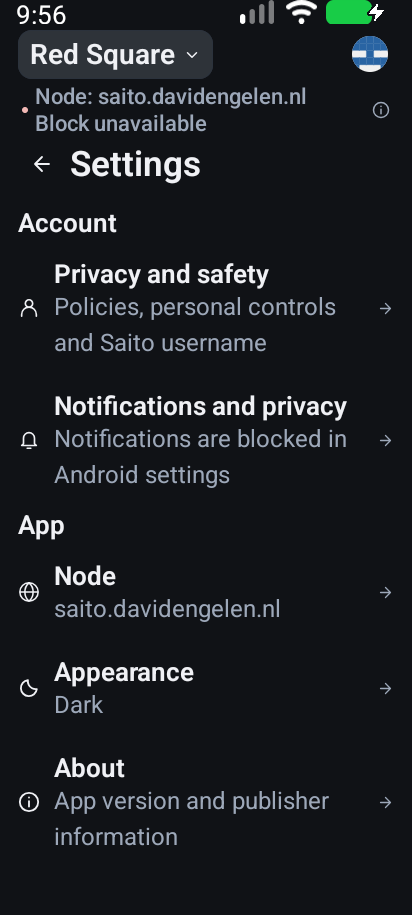 9:56
Red Square
Node: saito.davidengelen.nl
Block unavailable
Settings
Account
Privacy and safety
Policies, personal controls
and Saito username
Notifications and privacy
Notifications are blocked in
Android settings
App
Node
saito.davidengelen.nl
Appearance
Dark
About
App version and publisher
information